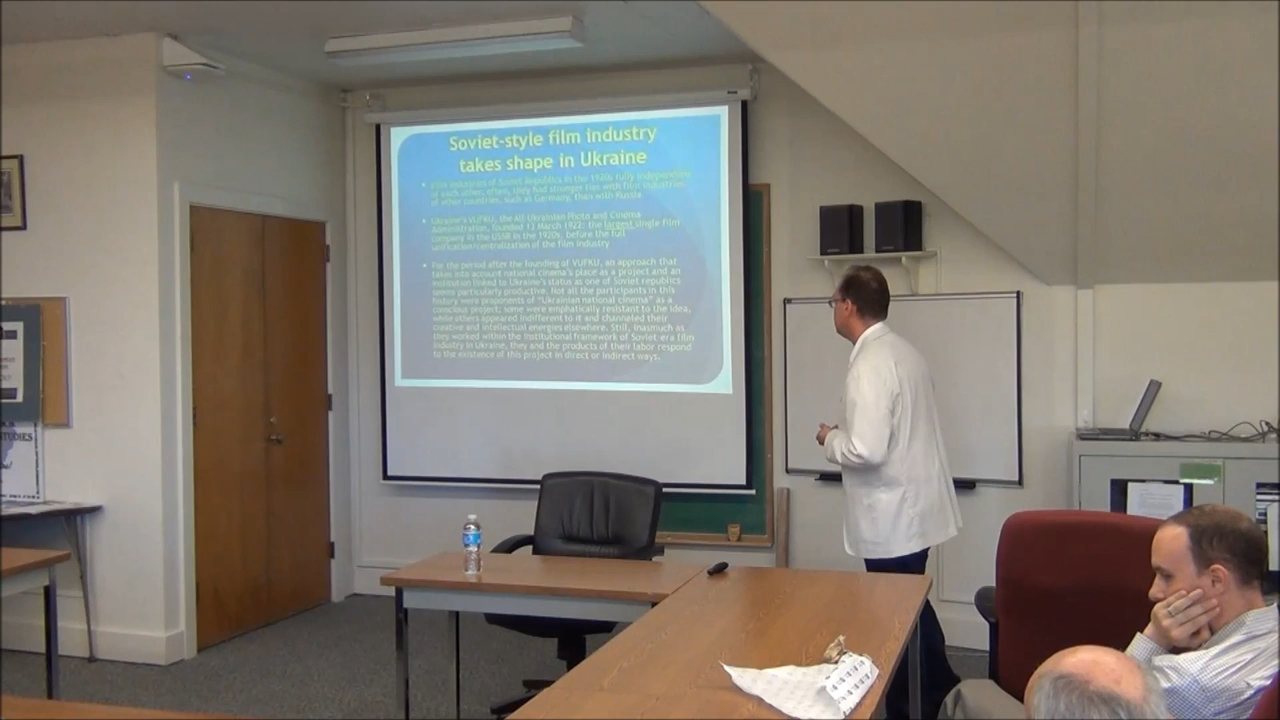 Soviet-style film industry
takes shape in Ukraine
Film industries of Soviet Republics in the 1920s fully independent
of each other; often, they had stronger ties with film industries
of other countries, such as Germany, than with Russia
Ukraine's VUFKU, the All-Ukrainian Photo and Cinema
Administration, founded 13 March 1922: the largest single film
company in the USSR in the 1920s, before the full
unification/centralization of the film industry
For the period after the founding of VUFKU, an approach that
takes into account national cinema's place as a project and an
institution linked to Ukraine's status as one of Soviet republics
seems particularly productive. Not all the participants in this
history were proponents of "Ukrainian national cinema" as a
conscious project; some were emphatically resistant to the idea,
while others appeared indifferent to it and channeled their
creative and intellectual energies elsewhere. Still, inasmuch as
they worked within the institutional framework of Soviet-era film
industry in Ukraine, they and the products of their labor respond
to the existence of this project in direct or indirect ways.
STUDIES